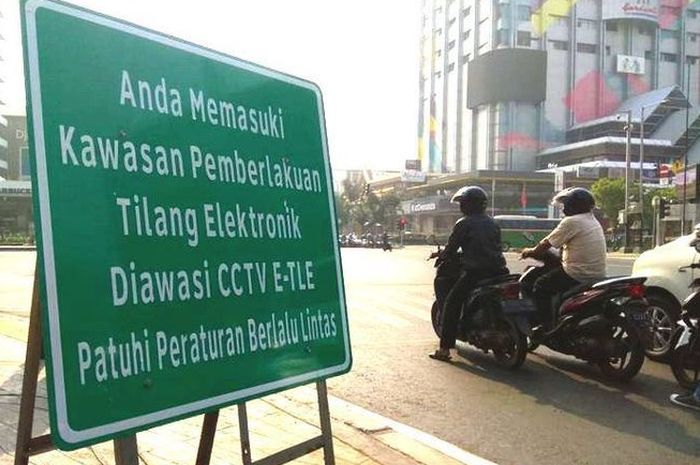 Anda Memasuki
Kawasan Pemberlakuan
Tilang Elektronik
Diawasi CCTV E-TLE
Patuhi Peraturan Berlalu Lintas